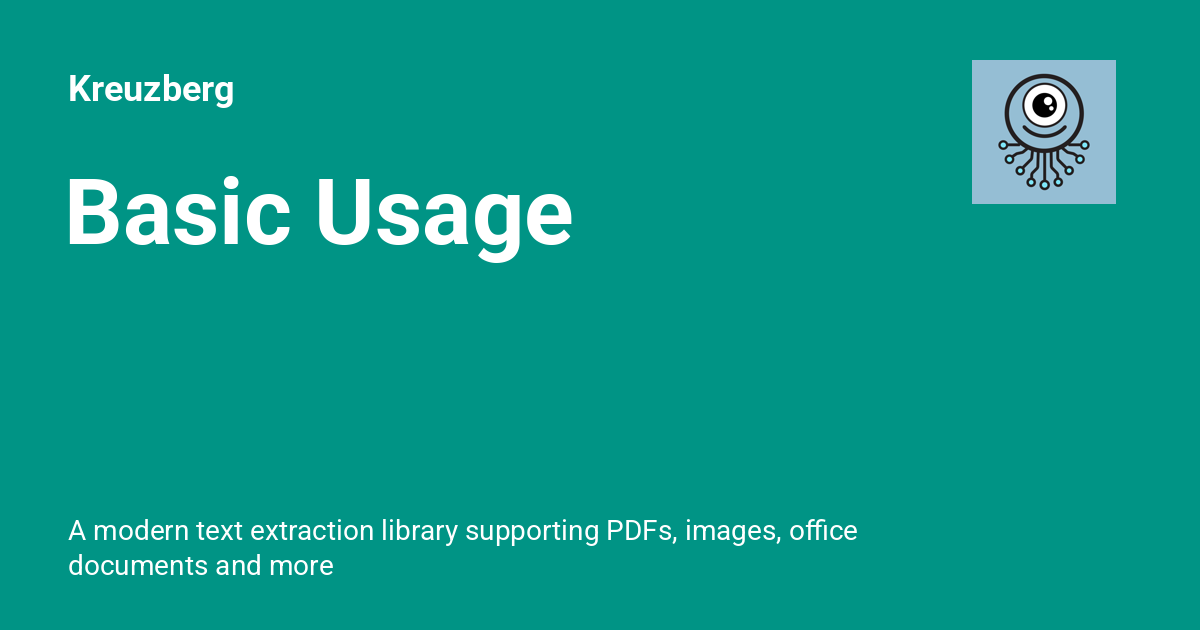 Kreuzberg
Basic Usage
A modern text extraction library supporting PDFs, images, office
documents and more